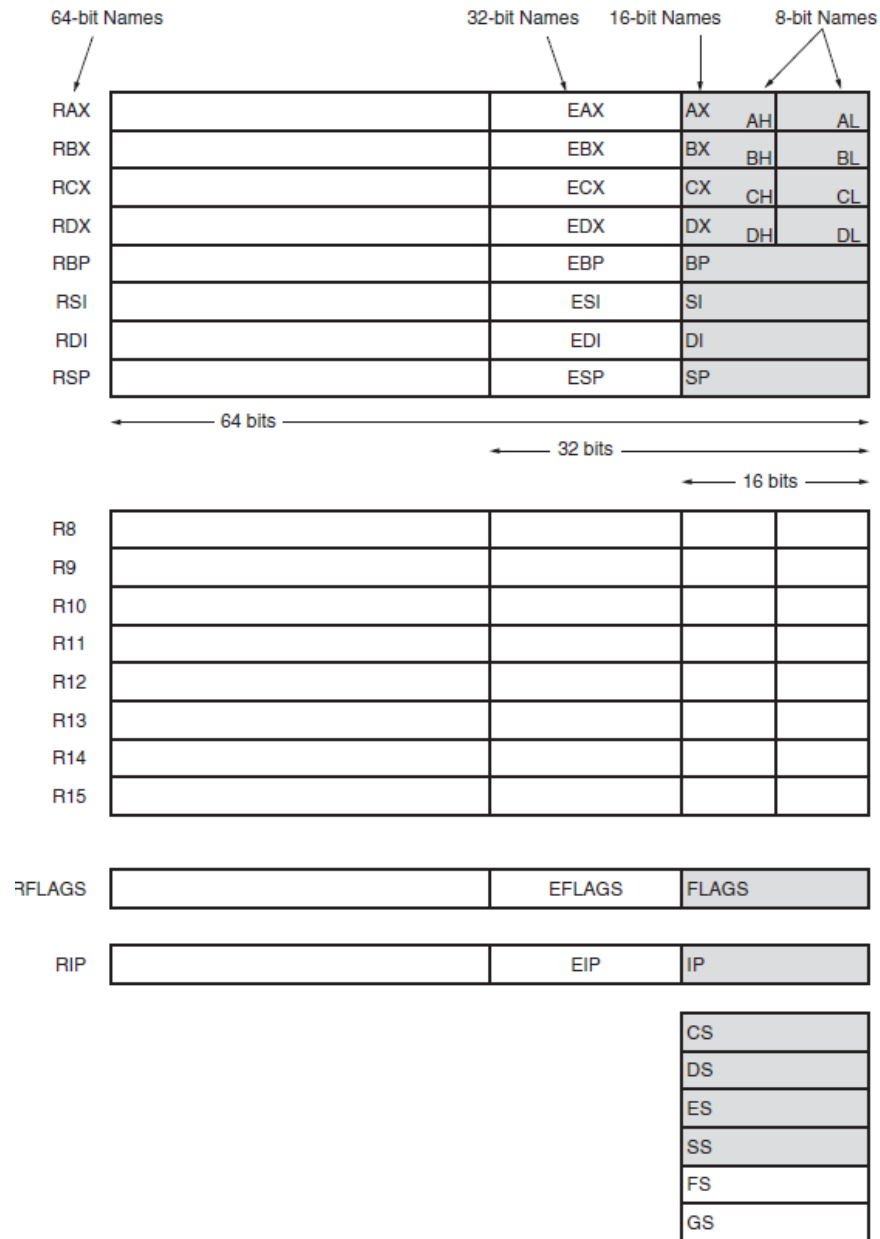 64-bit Names 32-bit Names 16-bit Names 8-bit Names
RAX EAX AX AH AL
RBX EBX BX BH BL
RCX ECX CX CH CL
RDX EDX DX DH DL
RBP EBP BP
RSI ESI SI
RDI EDI DI
RSP ESP SP
64 bits
32 bits
16 bits
R8
R9
R10
R11
R12
R13
R14
R15
RFLAGS EFLAGS FLAGS
RIP EIP IP
CS
DS
ES
SS
FS
GS